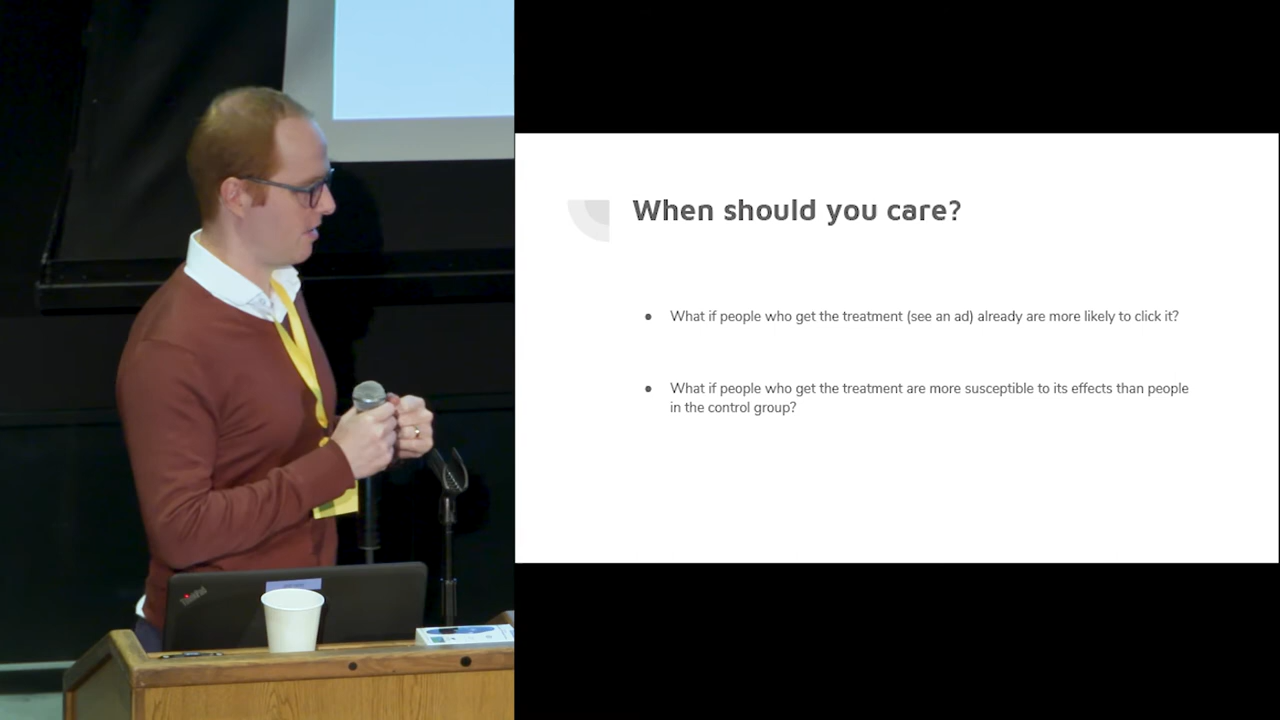 When should you care?
What if people who get the treatment (see an ad) already are more likely to click it?
What if people who get the treatment are more susceptible to its effects than people
in the control group?
ThinkPad